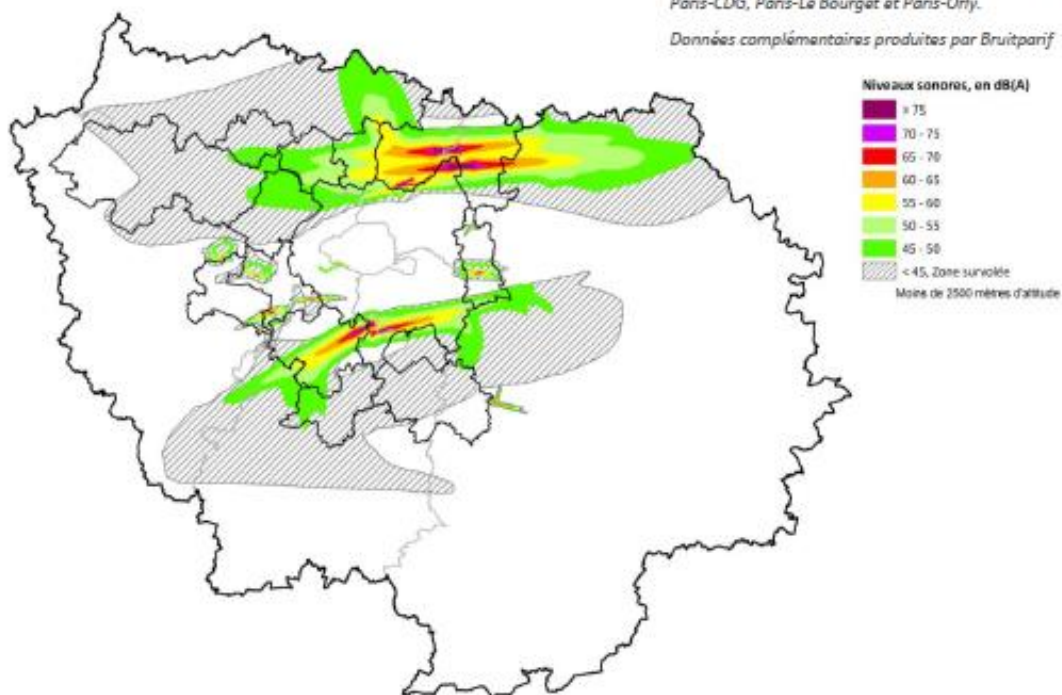 Paris-CDG, Paris-Le Bourget et Paris-Orly.
Données complémentaires produites par Bruitparif
Niveaux sonores, en dB(A)
> 75
70 - 75
65 - 70
60 - 65
55 - 60
50 - 55
45 - 50
< 45, Zone survolée
Moins de 2500 mètres d'altitude